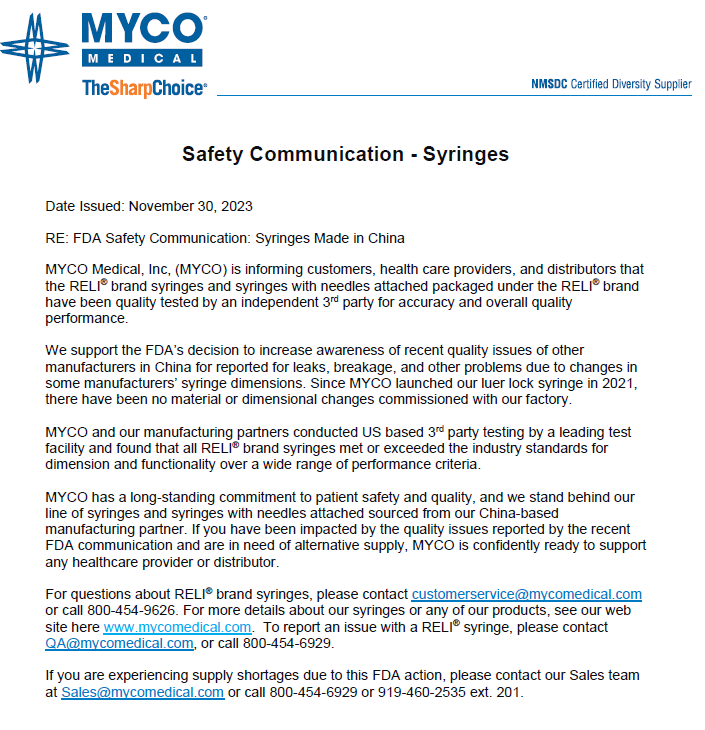 MYCO®
MEDICAL
TheSharpChoice®
NMSDC Certified Diversity Supplier
Safety Communication - Syringes
Date Issued: November 30, 2023
RE: FDA Safety Communication: Syringes Made in China
MYCO Medical, Inc, (MYCO) is informing customers, health care providers, and distributors that
the RELI® brand syringes and syringes with needles attached packaged under the RELI® brand
have been quality tested by an independent 3rd party for accuracy and overall quality
performance.
We support the FDA's decision to increase awareness of recent quality issues of other
manufacturers in China for reported for leaks, breakage, and other problems due to changes in
some manufacturers' syringe dimensions. Since MYCO launched our luer lock syringe in 2021,
there have been no material or dimensional changes commissioned with our factory.
MYCO and our manufacturing partners conducted US based 3rd party testing by a leading test
facility and found that all RELI® brand syringes met or exceeded the industry standards for
dimension and functionality over a wide range of performance criteria.
MYCO has a long-standing commitment to patient safety and quality, and we stand behind our
line of syringes and syringes with needles attached sourced from our China-based
manufacturing partner. If you have been impacted by the quality issues reported by the recent
FDA communication and are in need of alternative supply, MYCO is confidently ready to support
any healthcare provider or distributor.
For questions about RELI® brand syringes, please contact customerservice@mycomedical.com
or call 800-454-9626. For more details about our syringes or any of our products, see our web
site here www.mycomedical.com. To report an issue with a RELI® syringe, please contact
QA@mycomedical.com, or call 800-454-6929.
If you are experiencing supply shortages due to this FDA action, please contact our Sales team
at Sales@mycomedical.com or call 800-454-6929 or 919-460-2535 ext. 201.